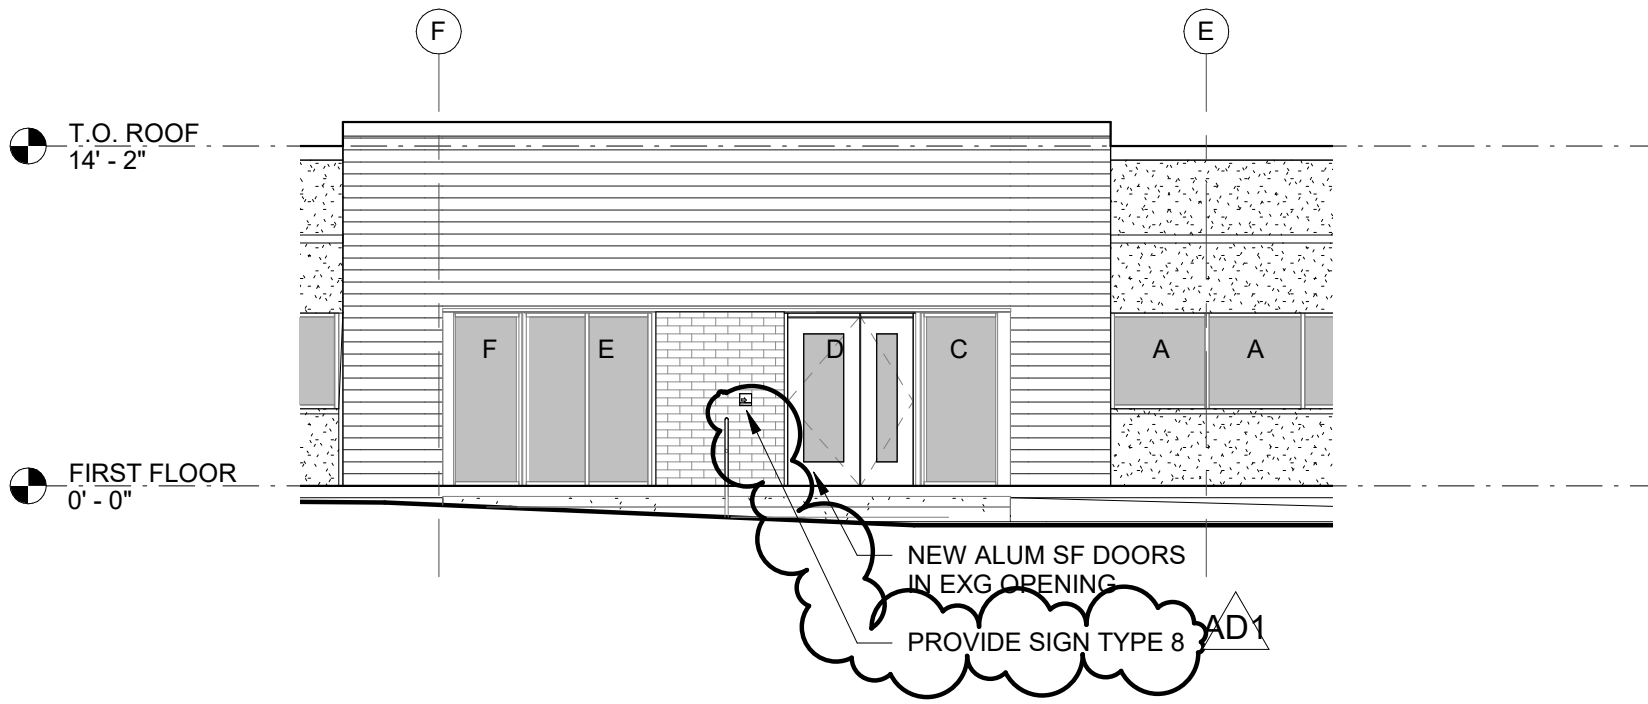 F
E
T.O. ROOF
14' - 2"
F
E
D
C
A
A
FIRST FLOOR
0' - 0"
NEW ALUM SF DOORS
IN EXG OPENING
PROVIDE SIGN TYPE 8
AD1